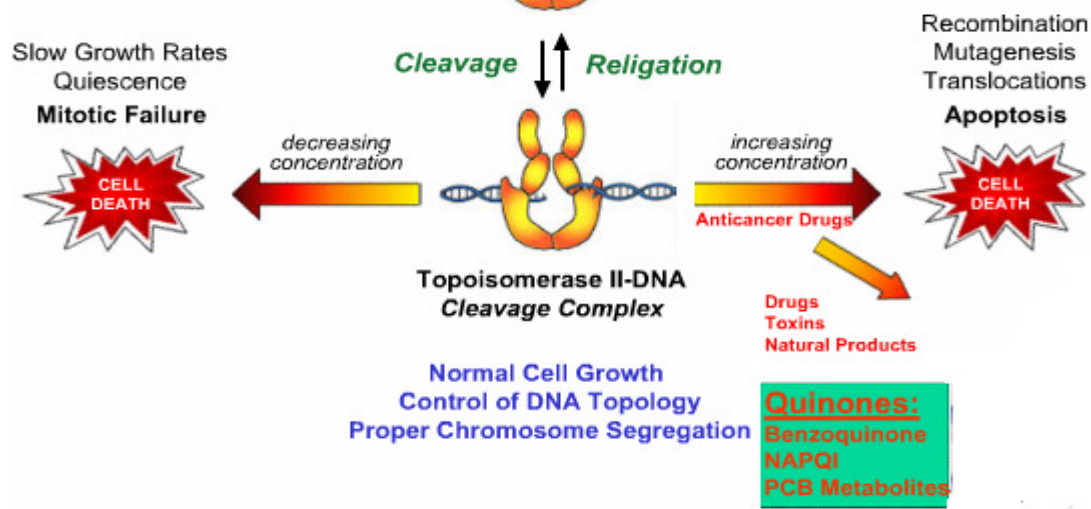 Recombination
Mutagenesis
Translocations
Apoptosis
Slow Growth Rates
Quiescence
Mitotic Failure
Cleavage
Religation
decreasing
concentration
increasing
concentration
CELL
DEATH
CELL
DEATH
Anticancer Drugs
Topoisomerase II-DNA
Cleavage Complex
Drugs
Toxins
Natural Products
Normal Cell Growth
Control of DNA Topology
Proper Chromosome Segregation
Quinones:
Benzoquinone
NAPQI
PCB Metabolites